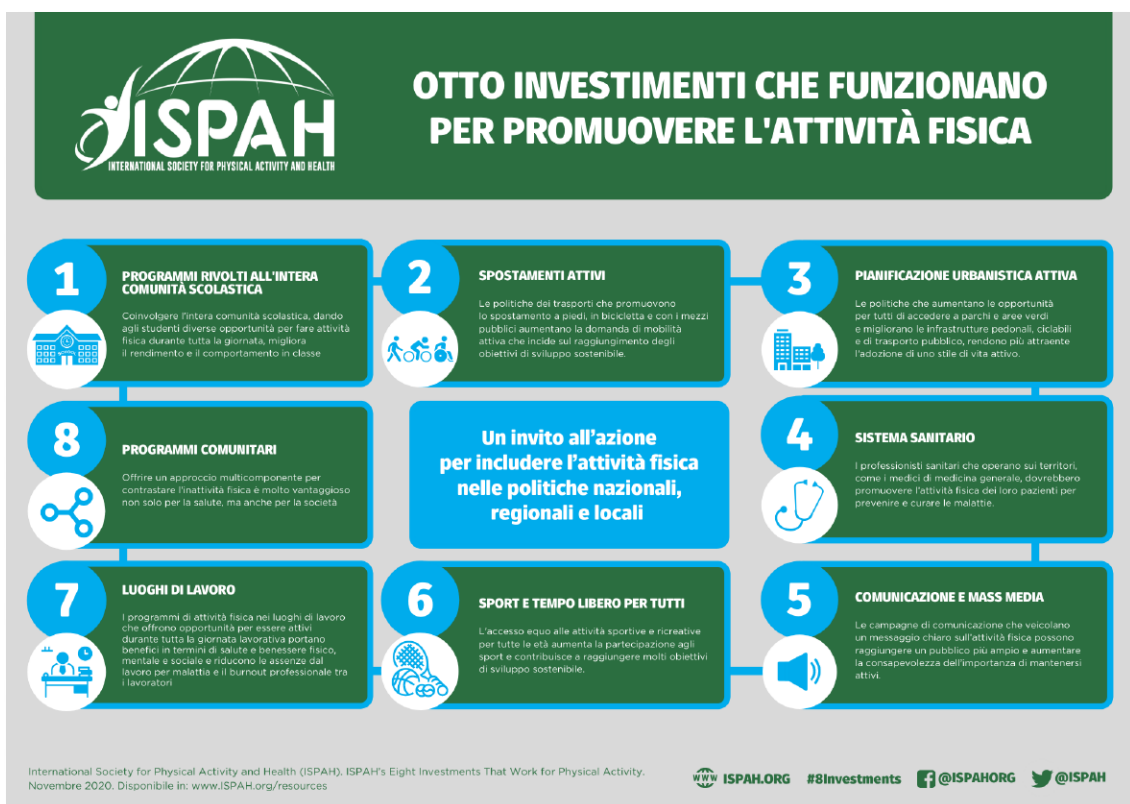 ISPAH
INTERNATIONAL SOCIETY FOR PHYSICAL ACTIVITY AND HEALTH
OTTO INVESTIMENTI CHE FUNZIONANO
PER PROMUOVERE L'ATTIVITÀ FISICA
1
PROGRAMMI RIVOLTI ALL'INTERA
COMUNITÀ SCOLASTICA
Coinvolgere l'intera comunità scolastica, dando
agli studenti diverse opportunità per fare attività
fisica durante tutta la giornata, migliora
il rendimento e il comportamento in classe
2
SPOSTAMENTI ATTIVI
Le politiche dei trasporti che promuovono
lo spostamento a piedi, in bicicletta e con i mezzi
pubblici aumentano la domanda di mobilità
attiva che incide sul raggiungimento degli
obiettivi di sviluppo sostenibile.
3
PIANIFICAZIONE URBANISTICA ATTIVA
Le politiche che aumentano le opportunità
per tutti di accedere a parchi e aree verdi
e migliorano le infrastrutture pedonali, ciclabili
e di trasporto pubblico, rendono più attraente
l'adozione di uno stile di vita attivo.
8
PROGRAMMI COMUNITARI
Offrire un approccio multicomponente per
contrastare l'inattività fisica è molto vantaggioso
non solo per la salute, ma anche per la società
Un invito all'azione
per includere l'attività fisica
nelle politiche nazionali,
regionali e locali
4
SISTEMA SANITARIO
I professionisti sanitari che operano sui territori,
come i medici di medicina generale, dovrebbero
promuovere l'attività fisica dei loro pazienti per
prevenire e curare le malattie.
7
LUOGHI DI LAVORO
I programmi di attività fisica nei luoghi di lavoro
che offrono opportunità per essere attivi
durante tutta la giornata lavorativa portano
benefici in termini di salute e benessere fisico,
mentale e sociale e riducono le assenze dal
lavoro per malattia e il burnout professionale tra
i lavoratori
6
SPORT E TEMPO LIBERO PER TUTTI
L'accesso equo alle attività sportive e ricreative
per tutte le età aumenta la partecipazione agli
sport e contribuisce a raggiungere molti obiettivi
di sviluppo sostenibile.
5
COMUNICAZIONE E MASS MEDIA
Le campagne di comunicazione che veicolano
un messaggio chiaro sull'attività fisica possono
raggiungere un pubblico più ampio e aumentare
la consapevolezza dell'importanza di mantenersi
attivi.
International Society for Physical Activity and Health (ISPAH). ISPAH's Eight Investments That Work for Physical Activity.
Novembre 2020. Disponibile in: www.ISPAH.org/resources
WWW ISPAH.ORG #8Investments @ISPAHORG @ISPAH